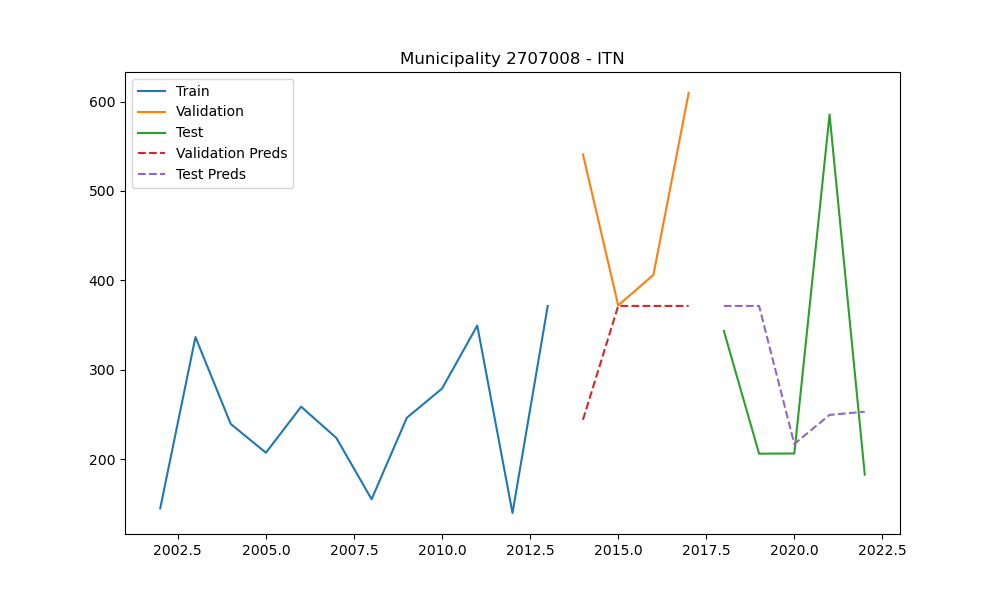 Municipality 2707008 - ITN
Train
Validation
Test
Validation Preds
Test Preds
600
500
400
300
200
2002.5 2005.0 2007.5 2010.0 2012.5 2015.0 2017.5 2020.0 2022.5